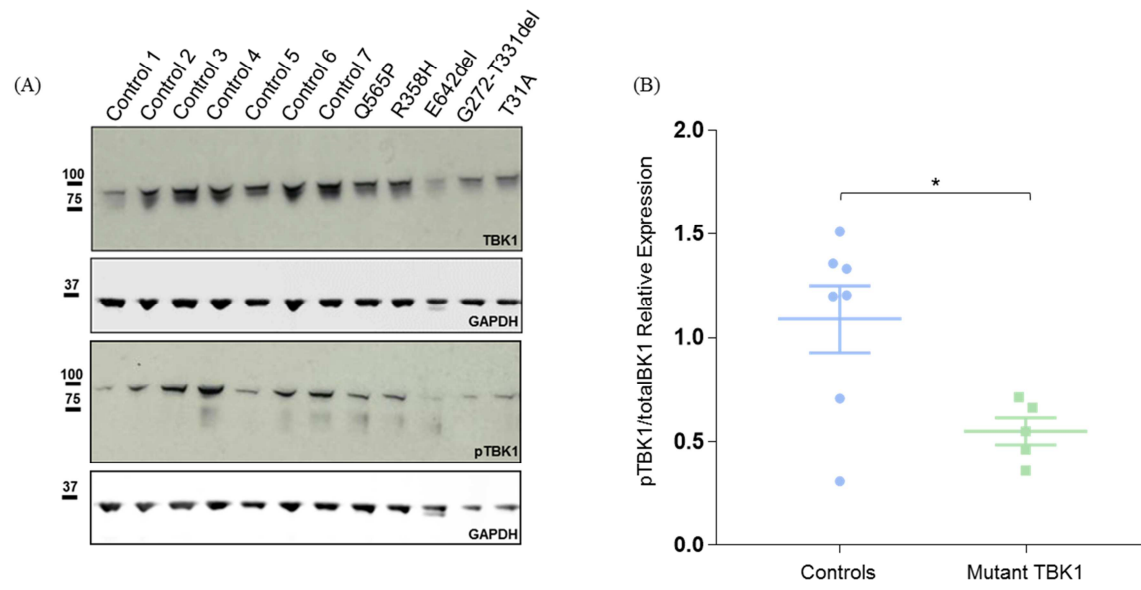 (A)
Control 1
Control 2
Control 3
Control 4
Control 5
Control 6
Control 7
Q565P
R358H
E642del
G272-T331del
T31A
100
75
TBK1
37
GAPDH
100
75
pTBK1
37
GAPDH
(B)
pTBK1/totalBK1 Relative Expression
2.0
1.5
1.0
0.5
0.0
*
Controls
Mutant TBK1